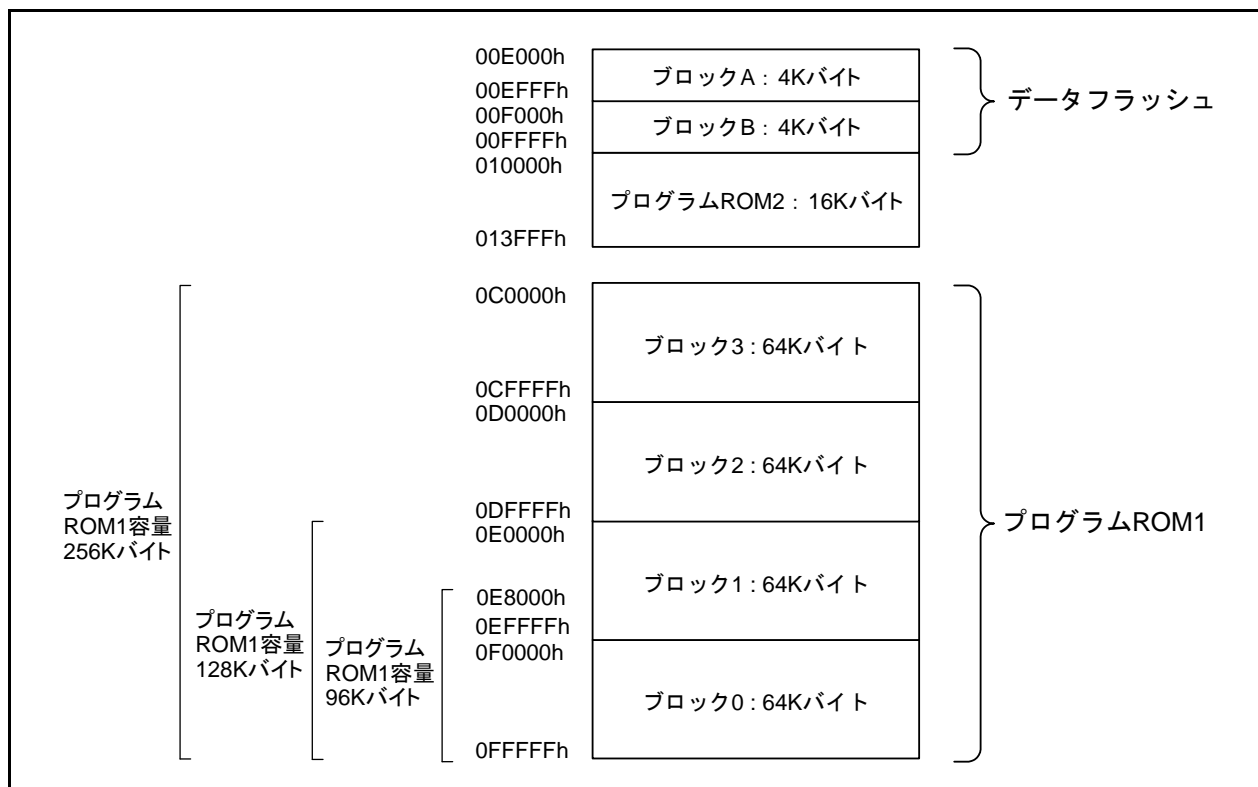 00E000h
ブロックA : 4Kバイト
00EFFFh
00F000h
ブロックB : 4Kバイト
00FFFFh
データフラッシュ
010000h
プログラムROM2 : 16Kバイト
013FFFh
0C0000h
ブロック3 : 64Kバイト
0CFFFFh
0D0000h
ブロック2 : 64Kバイト
0DFFFFh
0E0000h
ブロック1 : 64Kバイト
0E8000h
0EFFFFh
0F0000h
ブロック0 : 64Kバイト
0FFFFFh
プログラムROM1
プログラム
ROM1容量
256Kバイト
プログラム
ROM1容量
128Kバイト
プログラム
ROM1容量
96Kバイト